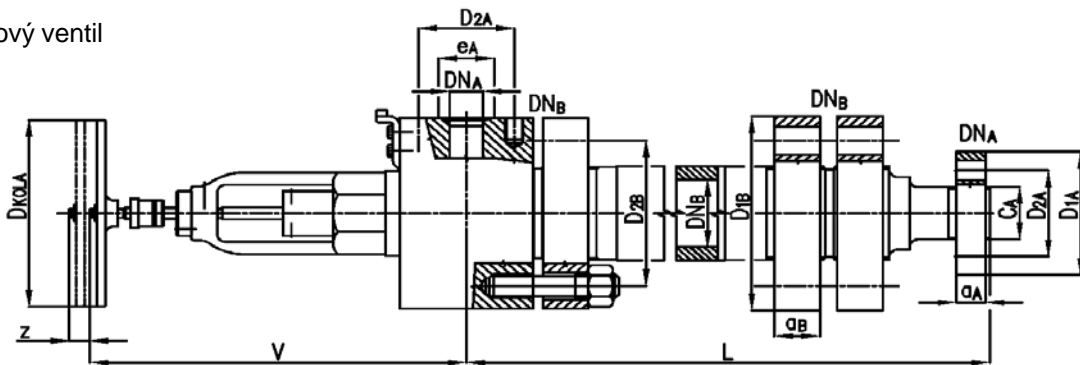 ový ventil
D2A
eA
DNA
DNB
DNB
DNA
DKOLA
D2B
DNB
D1B
CA
D2A
D1A
aA
aB
z
V
L